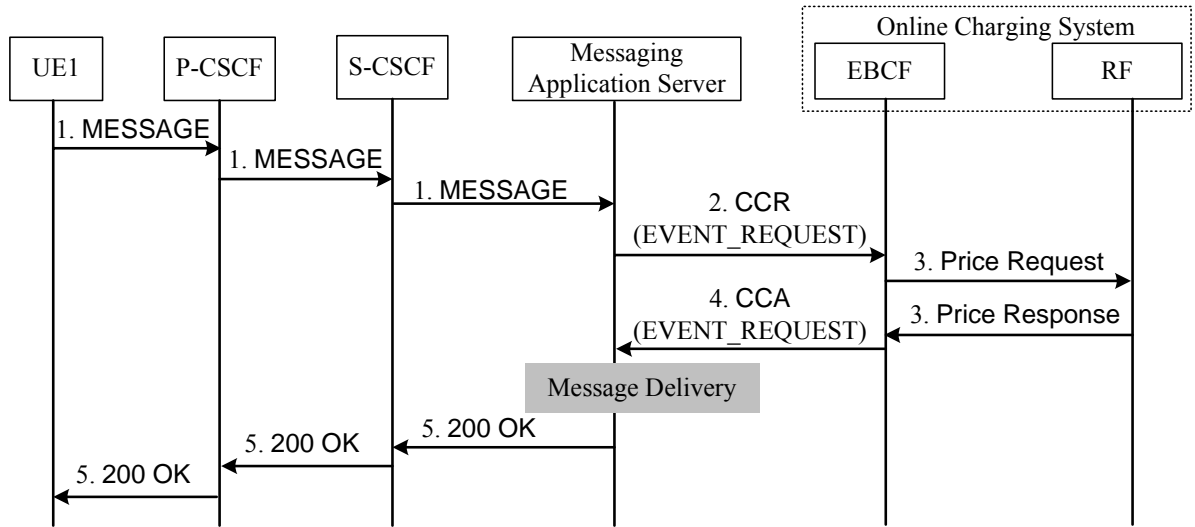 Online Charging System
UE1
P-CSCF
S-CSCF
Messaging
Application Server
EBCF
RF
1. MESSAGE
1. MESSAGE
1. MESSAGE
2. CCR
(EVENT_REQUEST)
3. Price Request
4. CCA
(EVENT_REQUEST)
3. Price Response
Message Delivery
5. 200 OK
5. 200 OK
5. 200 OK